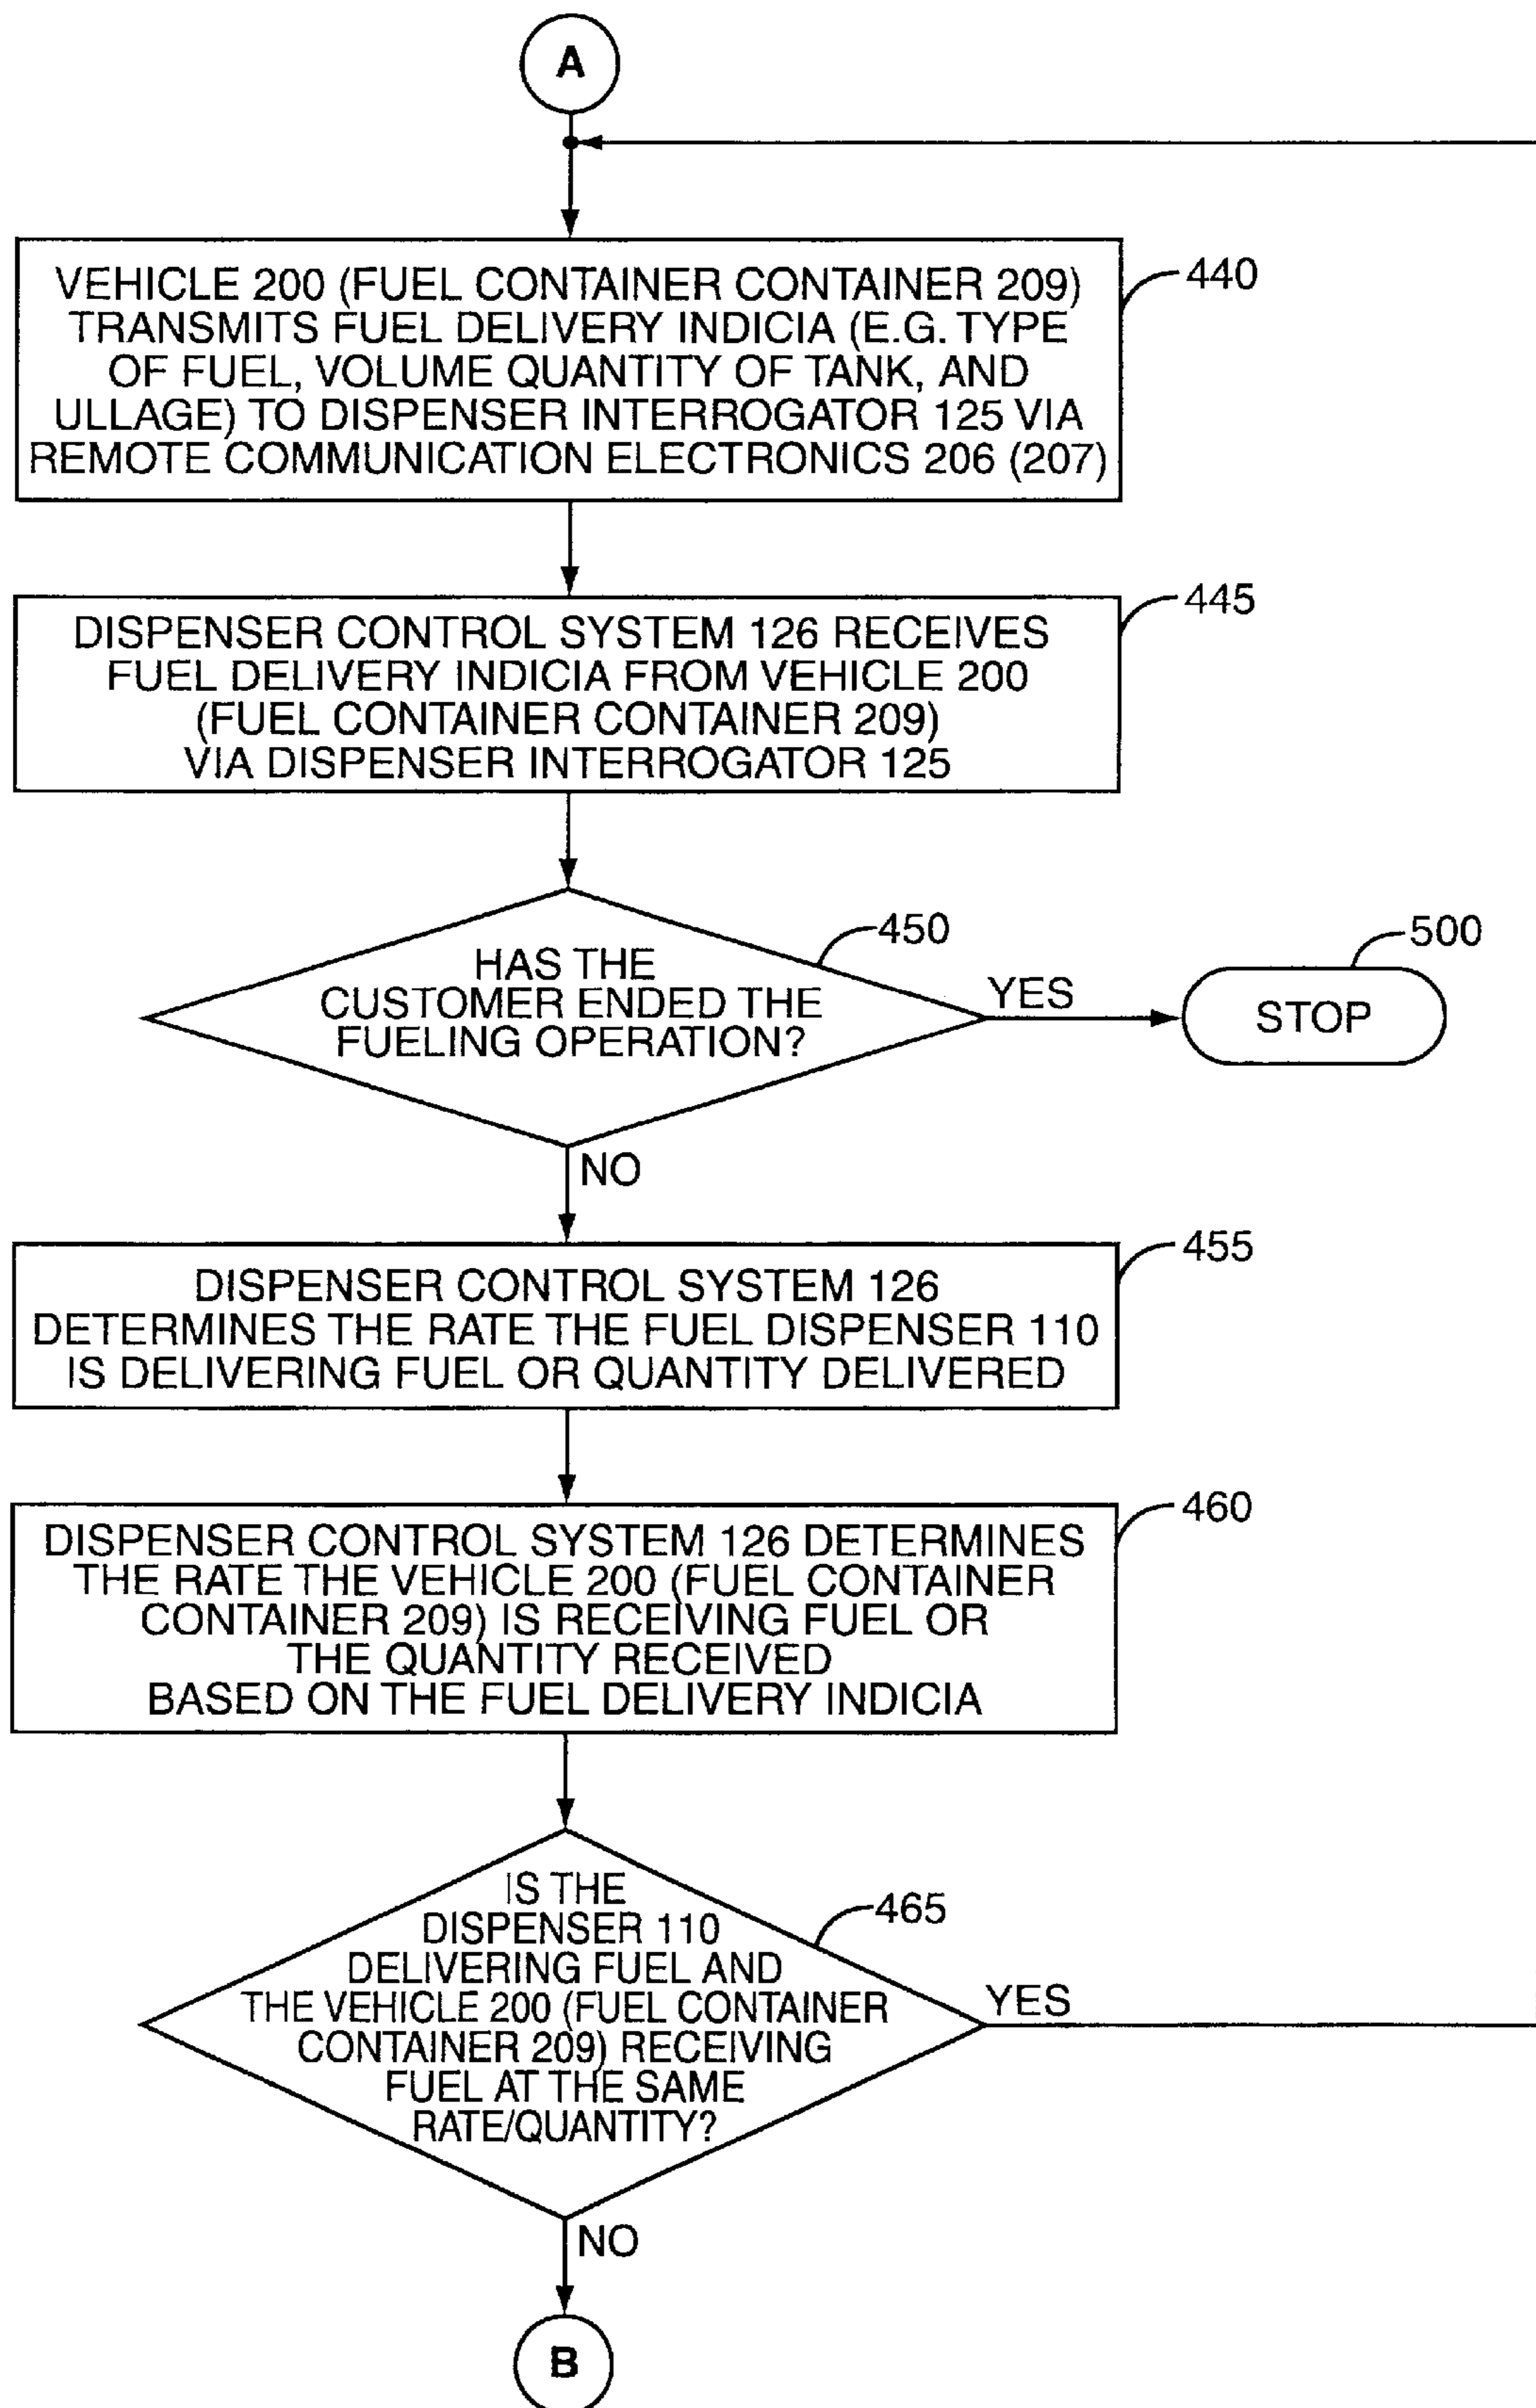 A
VEHICLE 200 (FUEL CONTAINER CONTAINER 209)
TRANSMITS FUEL DELIVERY INDICIA (E.G. TYPE
OF FUEL, VOLUME QUANTITY OF TANK, AND
ULLAGE) TO DISPENSER INTERROGATOR 125 VIA
REMOTE COMMUNICATION ELECTRONICS 206 (207)
440
DISPENSER CONTROL SYSTEM 126 RECEIVES
FUEL DELIVERY INDICIA FROM VEHICLE 200
(FUEL CONTAINER CONTAINER 209)
VIA DISPENSER INTERROGATOR 125
445
HAS THE
CUSTOMER ENDED THE
FUELING OPERATION?
450
YES
STOP
500
NO
DISPENSER CONTROL SYSTEM 126
DETERMINES THE RATE THE FUEL DISPENSER 110
IS DELIVERING FUEL OR QUANTITY DELIVERED
455
DISPENSER CONTROL SYSTEM 126 DETERMINES
THE RATE THE VEHICLE 200 (FUEL CONTAINER
CONTAINER 209) IS RECEIVING FUEL OR
THE QUANTITY RECEIVED
BASED ON THE FUEL DELIVERY INDICIA
460
IS THE
DISPENSER 110
DELIVERING FUEL AND
THE VEHICLE 200 (FUEL CONTAINER
CONTAINER 209) RECEIVING
FUEL AT THE SAME
RATE/QUANTITY?
465
YES
NO
B